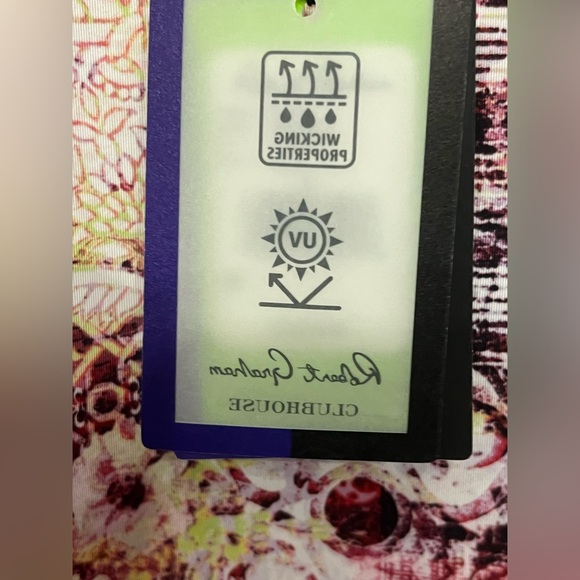 WICKING
PROPERTIES
UV
Robert Graham
CLUBHOUSE